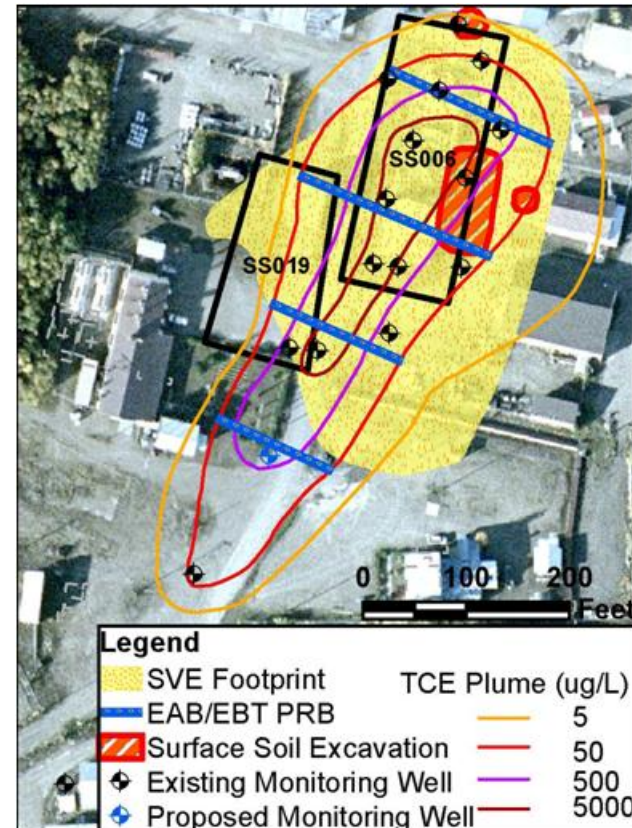 SS006
SS019
0 100 200
Feet
Legend
SVE Footprint
EAB/EBT PRB
Surface Soil Excavation
Existing Monitoring Well
Proposed Monitoring Well
TCE Plume (ug/L)
5
50
500
5000